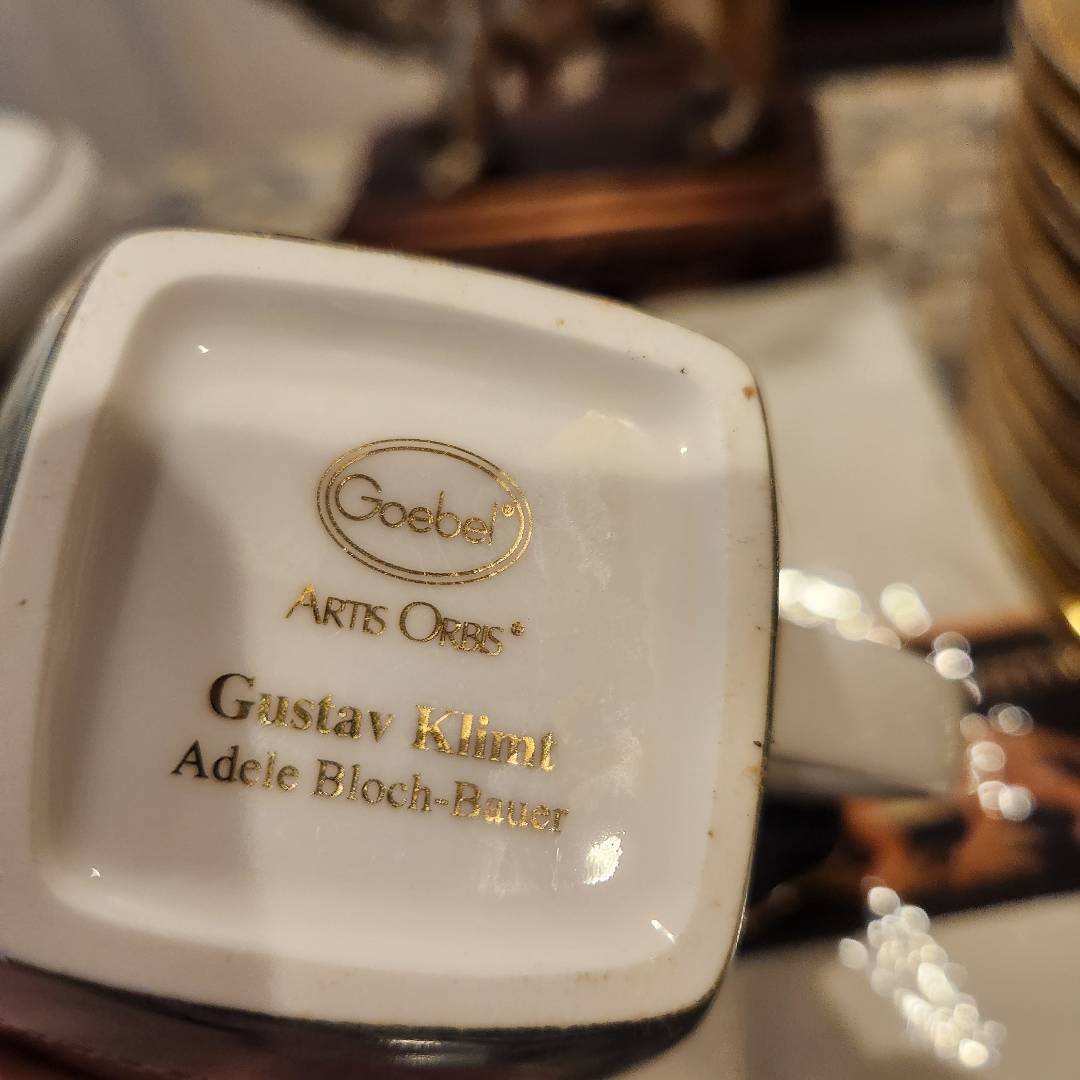 Goebel®
ARTIS ORBIS®
Gustav Klimt
Adele Bloch-Bauer